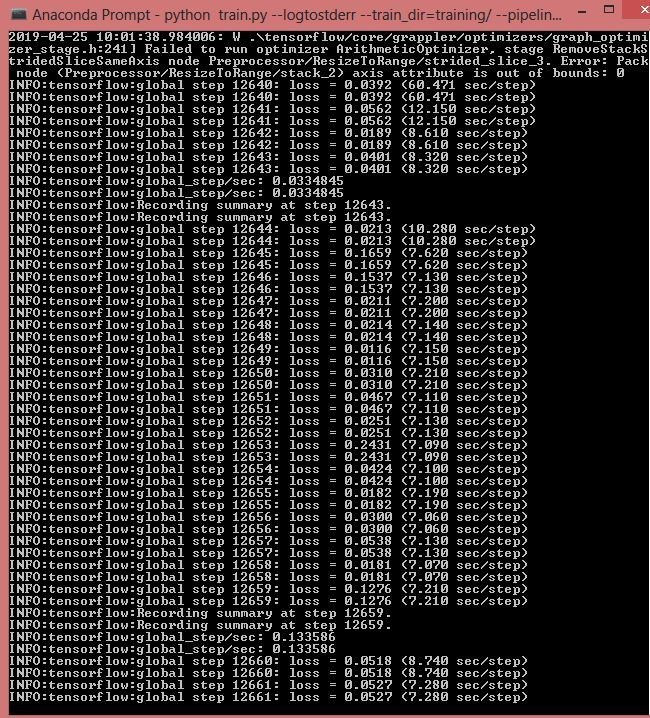 Anaconda Prompt - python  train.py --logtostderr --train_dir=training/ --pipelin...
2019-04-25 10:01:38.984006: W .\tensorflow/core/grappler/optimizers/graph_optimi
zer_stage.h:241] Failed to run optimizer ArithmeticOptimizer, stage RemoveStackS
tridedSliceSameAxis node Preprocessor/ResizeToRange/strided_slice_3. Error: Pack
 node (Preprocessor/ResizeToRange/stack_2) axis attribute is out of bounds: 0
INFO:tensorflow:global step 12640: loss = 0.0392 (60.471 sec/step)
INFO:tensorflow:global step 12640: loss = 0.0392 (60.471 sec/step)
INFO:tensorflow:global step 12641: loss = 0.0562 (12.150 sec/step)
INFO:tensorflow:global step 12641: loss = 0.0562 (12.150 sec/step)
INFO:tensorflow:global step 12642: loss = 0.0189 (8.610 sec/step)
INFO:tensorflow:global step 12642: loss = 0.0189 (8.610 sec/step)
INFO:tensorflow:global step 12643: loss = 0.0401 (8.320 sec/step)
INFO:tensorflow:global step 12643: loss = 0.0401 (8.320 sec/step)
INFO:tensorflow:global_step/sec: 0.0334845
INFO:tensorflow:global_step/sec: 0.0334845
INFO:tensorflow:Recording summary at step 12643.
INFO:tensorflow:Recording summary at step 12643.
INFO:tensorflow:global step 12644: loss = 0.0213 (10.280 sec/step)
INFO:tensorflow:global step 12644: loss = 0.0213 (10.280 sec/step)
INFO:tensorflow:global step 12645: loss = 0.1659 (7.620 sec/step)
INFO:tensorflow:global step 12645: loss = 0.1659 (7.620 sec/step)
INFO:tensorflow:global step 12646: loss = 0.1537 (7.130 sec/step)
INFO:tensorflow:global step 12646: loss = 0.1537 (7.130 sec/step)
INFO:tensorflow:global step 12647: loss = 0.0211 (7.200 sec/step)
INFO:tensorflow:global step 12647: loss = 0.0211 (7.200 sec/step)
INFO:tensorflow:global step 12648: loss = 0.0214 (7.140 sec/step)
INFO:tensorflow:global step 12648: loss = 0.0214 (7.140 sec/step)
INFO:tensorflow:global step 12649: loss = 0.0116 (7.150 sec/step)
INFO:tensorflow:global step 12649: loss = 0.0116 (7.150 sec/step)
INFO:tensorflow:global step 12650: loss = 0.0310 (7.210 sec/step)
INFO:tensorflow:global step 12650: loss = 0.0310 (7.210 sec/step)
INFO:tensorflow:global step 12651: loss = 0.0467 (7.110 sec/step)
INFO:tensorflow:global step 12651: loss = 0.0467 (7.110 sec/step)
INFO:tensorflow:global step 12652: loss = 0.0251 (7.130 sec/step)
INFO:tensorflow:global step 12652: loss = 0.0251 (7.130 sec/step)
INFO:tensorflow:global step 12653: loss = 0.2431 (7.090 sec/step)
INFO:tensorflow:global step 12653: loss = 0.2431 (7.090 sec/step)
INFO:tensorflow:global step 12654: loss = 0.0424 (7.100 sec/step)
INFO:tensorflow:global step 12654: loss = 0.0424 (7.100 sec/step)
INFO:tensorflow:global step 12655: loss = 0.0182 (7.190 sec/step)
INFO:tensorflow:global step 12655: loss = 0.0182 (7.190 sec/step)
INFO:tensorflow:global step 12656: loss = 0.0300 (7.060 sec/step)
INFO:tensorflow:global step 12656: loss = 0.0300 (7.060 sec/step)
INFO:tensorflow:global step 12657: loss = 0.0538 (7.130 sec/step)
INFO:tensorflow:global step 12657: loss = 0.0538 (7.130 sec/step)
INFO:tensorflow:global step 12658: loss = 0.0181 (7.070 sec/step)
INFO:tensorflow:global step 12658: loss = 0.0181 (7.070 sec/step)
INFO:tensorflow:global step 12659: loss = 0.1276 (7.210 sec/step)
INFO:tensorflow:global step 12659: loss = 0.1276 (7.210 sec/step)
INFO:tensorflow:Recording summary at step 12659.
INFO:tensorflow:Recording summary at step 12659.
INFO:tensorflow:global_step/sec: 0.133586
INFO:tensorflow:global_step/sec: 0.133586
INFO:tensorflow:global step 12660: loss = 0.0518 (8.740 sec/step)
INFO:tensorflow:global step 12660: loss = 0.0518 (8.740 sec/step)
INFO:tensorflow:global step 12661: loss = 0.0527 (7.280 sec/step)
INFO:tensorflow:global step 12661: loss = 0.0527 (7.280 sec/step)